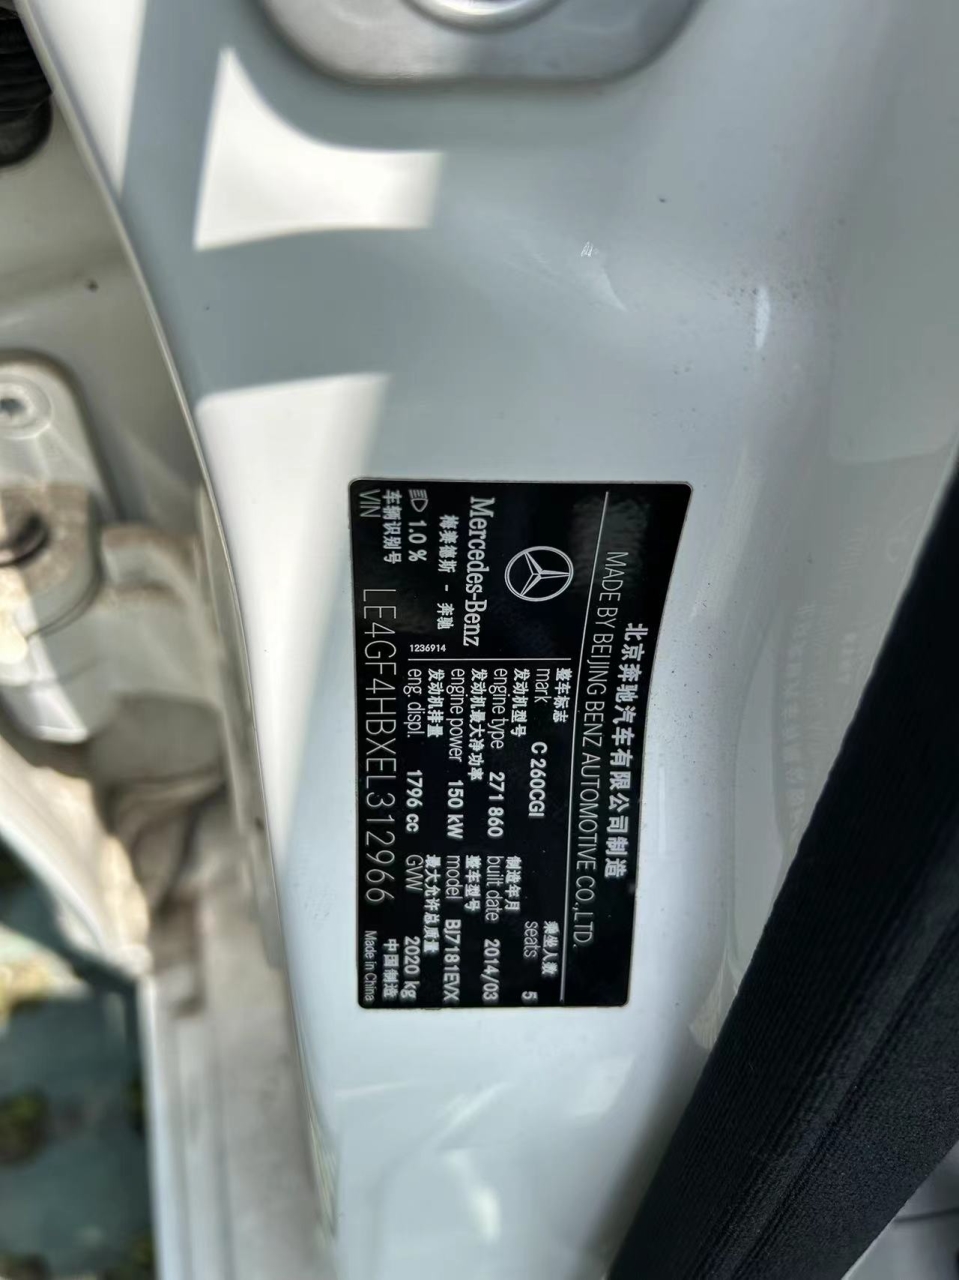 北京奔驰汽车有限公司制造
MADE BY BEIJING BENZ AUTOMOTIVE CO.,LTD.
Mercedes-Benz
梅赛德斯 - 奔驰
1.0 %
1236914
整车标志
mark C 260CGI
乘坐人数
seats 5
发动机型号
engine type 271 860
制造年月
built date 2014/03
发动机最大净功率
engine power 150 kW
整车型号
model BJ7181EVX
发动机排量
eng. displ. 1796 cc
最大允许总质量
GVW 2020 kg
车辆识别号
VIN LE4GF4HBXEL312966
中国制造
Made in China